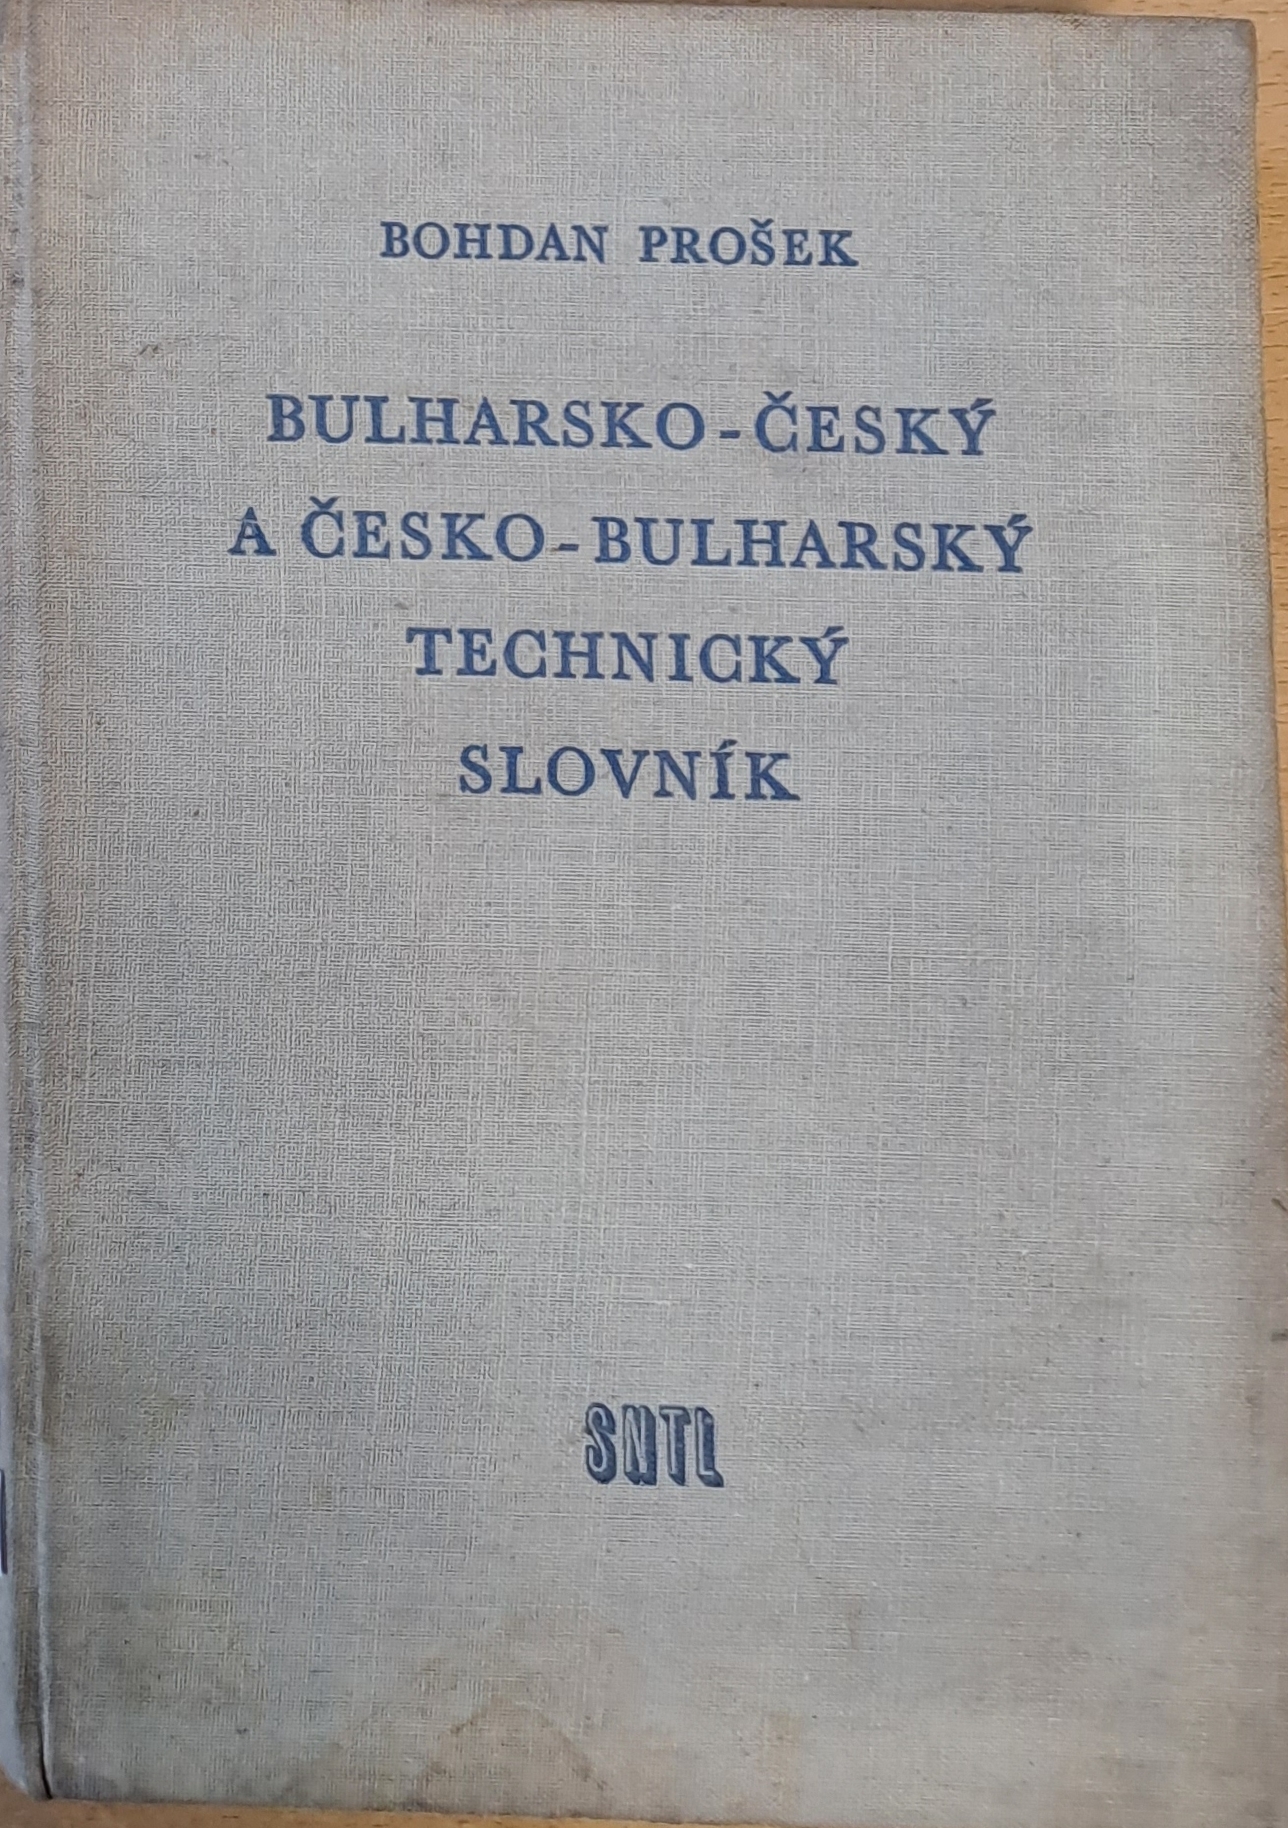 BOHDAN PROŠEK
BULHARSKO-ČESKÝ
A ČESKO-BULHARSKÝ
TECHNICKÝ
SLOVNÍK
SNTL